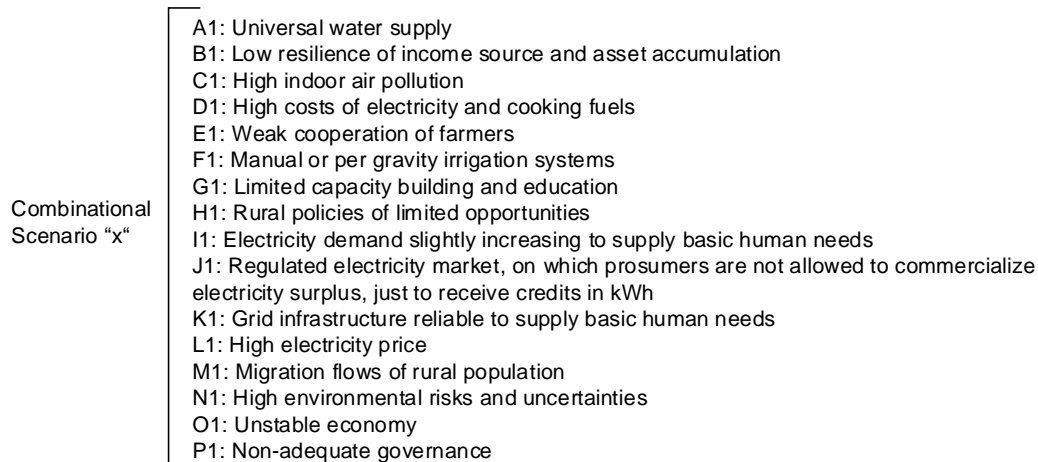 Combinational
Scenario "x"
A1: Universal water supply
B1: Low resilience of income source and asset accumulation
C1: High indoor air pollution
D1: High costs of electricity and cooking fuels
E1: Weak cooperation of farmers
F1: Manual or per gravity irrigation systems
G1: Limited capacity building and education
H1: Rural policies of limited opportunities
I1: Electricity demand slightly increasing to supply basic human needs
J1: Regulated electricity market, on which prosumers are not allowed to commercialize
electricity surplus, just to receive credits in kWh
K1: Grid infrastructure reliable to supply basic human needs
L1: High electricity price
M1: Migration flows of rural population
N1: High environmental risks and uncertainties
O1: Unstable economy
P1: Non-adequate governance